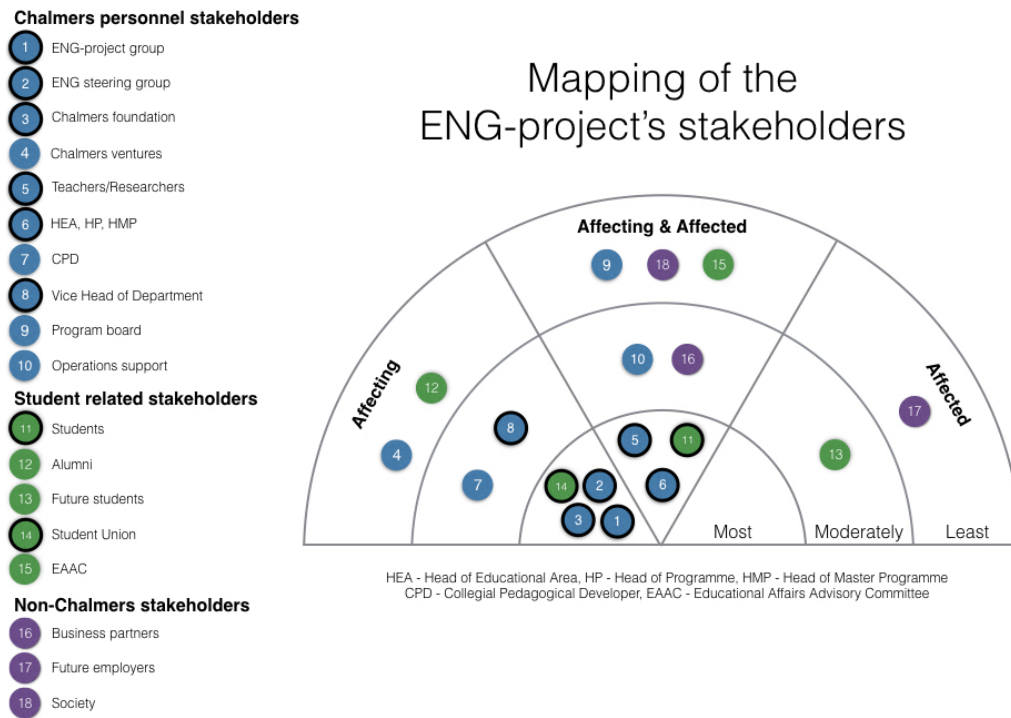 Chalmers personnel stakeholders
1 ENG-project group
2 ENG steering group
3 Chalmers foundation
4 Chalmers ventures
5 Teachers/Researchers
6 HEA, HP, HMP
7 CPD
8 Vice Head of Department
9 Program board
10 Operations support
Student related stakeholders
11 Students
12 Alumni
13 Future students
14 Student Union
15 EAAC
Non-Chalmers stakeholders
16 Business partners
17 Future employers
18 Society
Mapping of the
ENG-project's stakeholders
Affecting & Affected
9 18 15
10 16
5 11
6
Affecting
12
4
8
7
14 2
3 1
Affected
17
13
Most Moderately Least
HEA - Head of Educational Area, HP - Head of Programme, HMP - Head of Master Programme
CPD - Collegial Pedagogical Developer, EAAC - Educational Affairs Advisory Committee